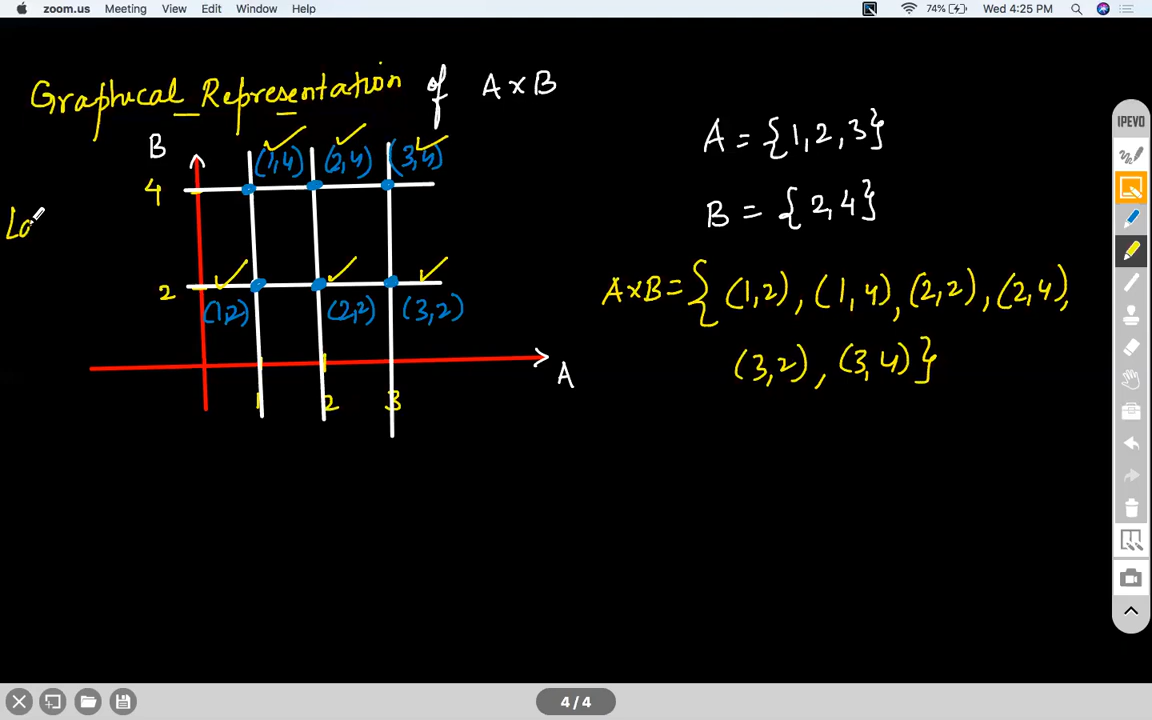 zoom.us Meeting View Edit Window Help
74% Wed 4:25 PM
Graphical Representation of A×B
IPEVO
A = {1,2,3}
B = {2,4}
A×B = { (1,2), (1,4), (2,2), (2,4),
(3,2), (3,4)}
B
(1,4) (2,4) (3,4)
4
Lo
2
(1,2) (2,2) (3,2)
A
1 2 3
4 / 4